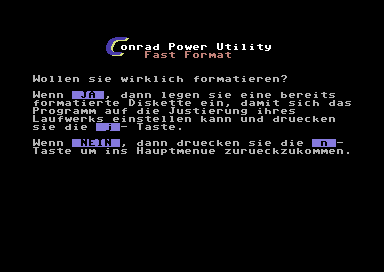 Conrad Power Utility
Fast Format
Wollen sie wirklich formatieren?
Wenn JA , dann legen sie eine bereits
formatierte Diskette ein, damit sich das
Programm auf die Justierung ihres
Laufwerks einstellen kann und druecken
sie die j - Taste.
Wenn NEIN , dann druecken sie die n -
Taste um ins Hauptmenue zurueckzukommen.